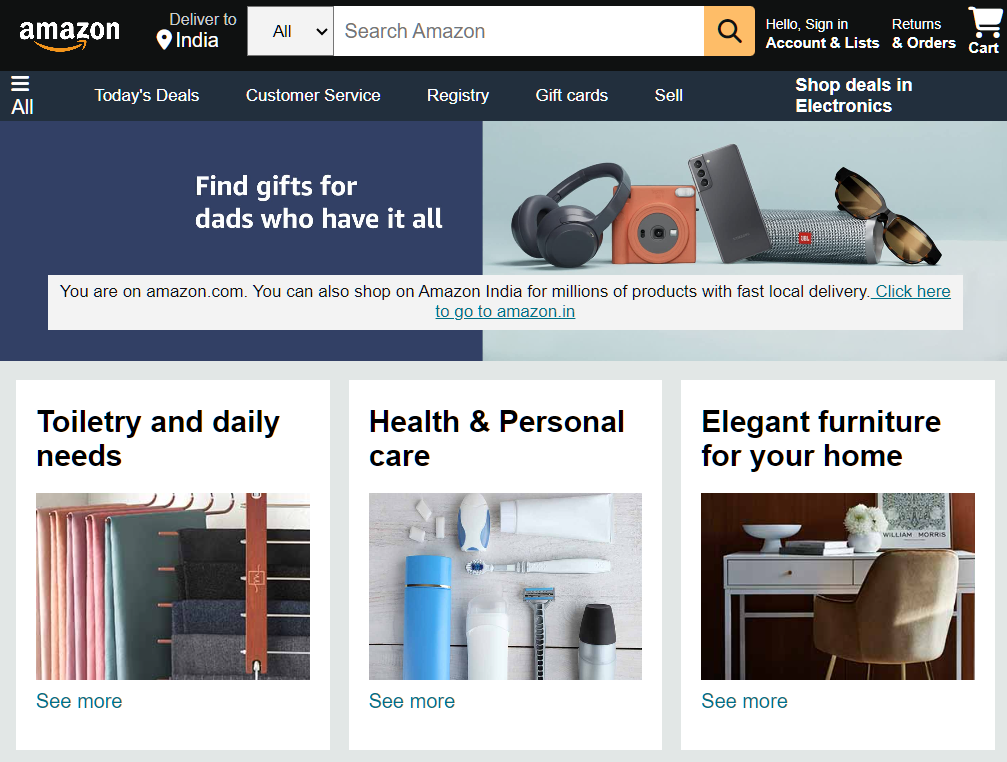 amazon
Deliver to
India
All
Search Amazon
Hello, Sign in
Account & Lists
Returns
& Orders
Cart
All
Today's Deals
Customer Service
Registry
Gift cards
Sell
Shop deals in
Electronics
Find gifts for
dads who have it all
JBL
You are on amazon.com. You can also shop on Amazon India for millions of products with fast local delivery. Click here
to go to amazon.in
Toiletry and daily
needs
Health & Personal
care
Elegant furniture
for your home
WILLIAM MORRIS
See more
See more
See more